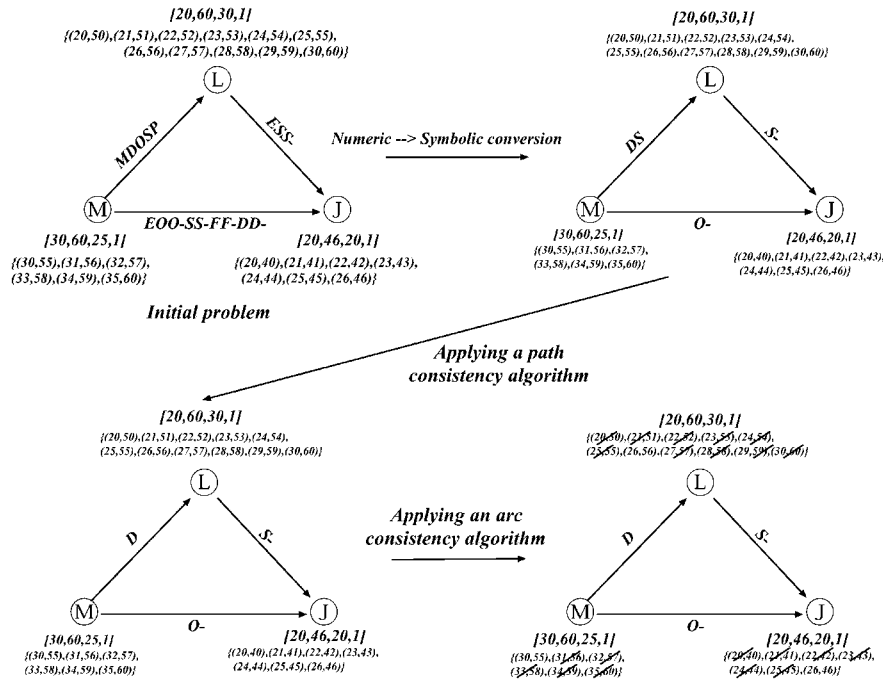 [20,60,30,1]
{(20,50),(21,51),(22,52),(23,53),(24,54),(25,55),
(26,56),(27,57),(28,58),(29,59),(30,60)}
L
MDOSP
ESS-
M
EOO-SS-FF-DD-
J
[30,60,25,1]
{(30,55),(31,56),(32,57),
(33,58),(34,59),(35,60)}
[20,46,20,1]
{(20,40),(21,41),(22,42),(23,43),
(24,44),(25,45),(26,46)}
Initial problem
Numeric --> Symbolic conversion
[20,60,30,1]
{(20,50),(21,51),(22,52),(23,53),(24,54),
(25,55),(26,56),(27,57),(28,58),(29,59),(30,60)}
L
DS
S-
M
O-
J
[30,60,25,1]
{(30,55),(31,56),(32,57),
(33,58),(34,59),(35,60)}
[20,46,20,1]
{(20,40),(21,41),(22,42),(23,43),
(24,44),(25,45),(26,46)}
Applying a path
consistency algorithm
[20,60,30,1]
{(20,50),(21,51),(22,52),(23,53),(24,54),
(25,55),(26,56),(27,57),(28,58),(29,59),(30,60)}
L
D
S-
M
O-
J
[30,60,25,1]
{(30,55),(31,56),(32,57),
(33,58),(34,59),(35,60)}
[20,46,20,1]
{(20,40),(21,41),(22,42),(23,43),
(24,44),(25,45),(26,46)}
Applying an arc
consistency algorithm
[20,60,30,1]
{(20,50),(21,51),(22,52),(23,53),(24,54),
(25,55),(26,56),(27,57),(28,58),(29,59),(30,60)}
L
D
S-
M
O-
J
[30,60,25,1]
{(30,55),(31,56),(32,57),
(33,58),(34,59),(35,60)}
[20,46,20,1]
{(20,40),(21,41),(22,42),(23,43),
(24,44),(25,45),(26,46)}